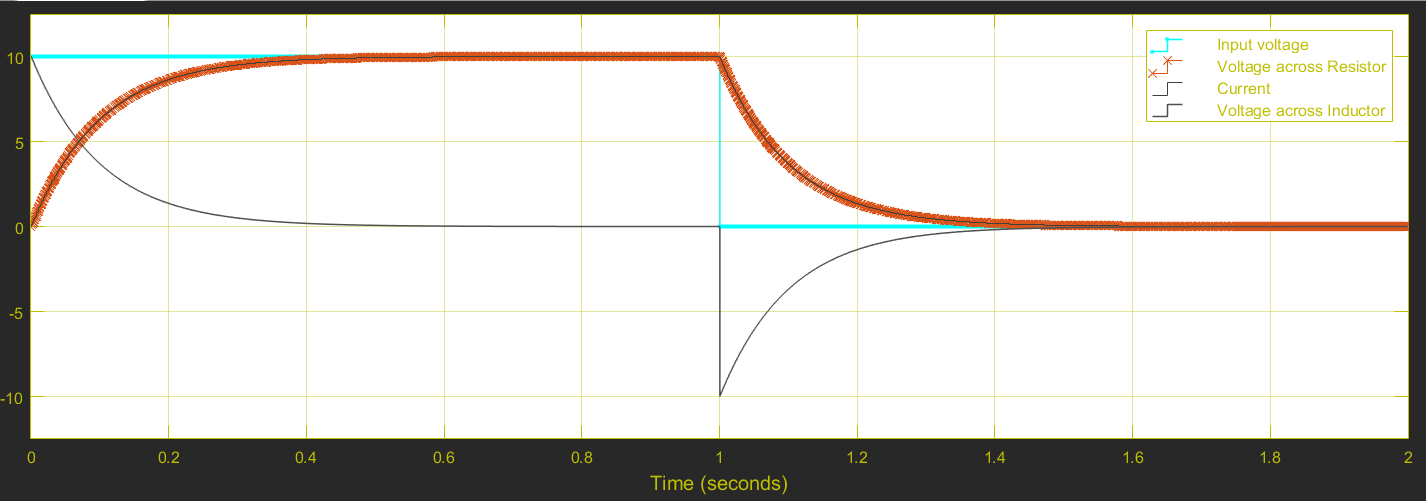 Input voltage
Voltage across Resistor
Current
Voltage across Inductor
10
5
0
-5
-10
0 0.2 0.4 0.6 0.8 1 1.2 1.4 1.6 1.8 2
Time (seconds)